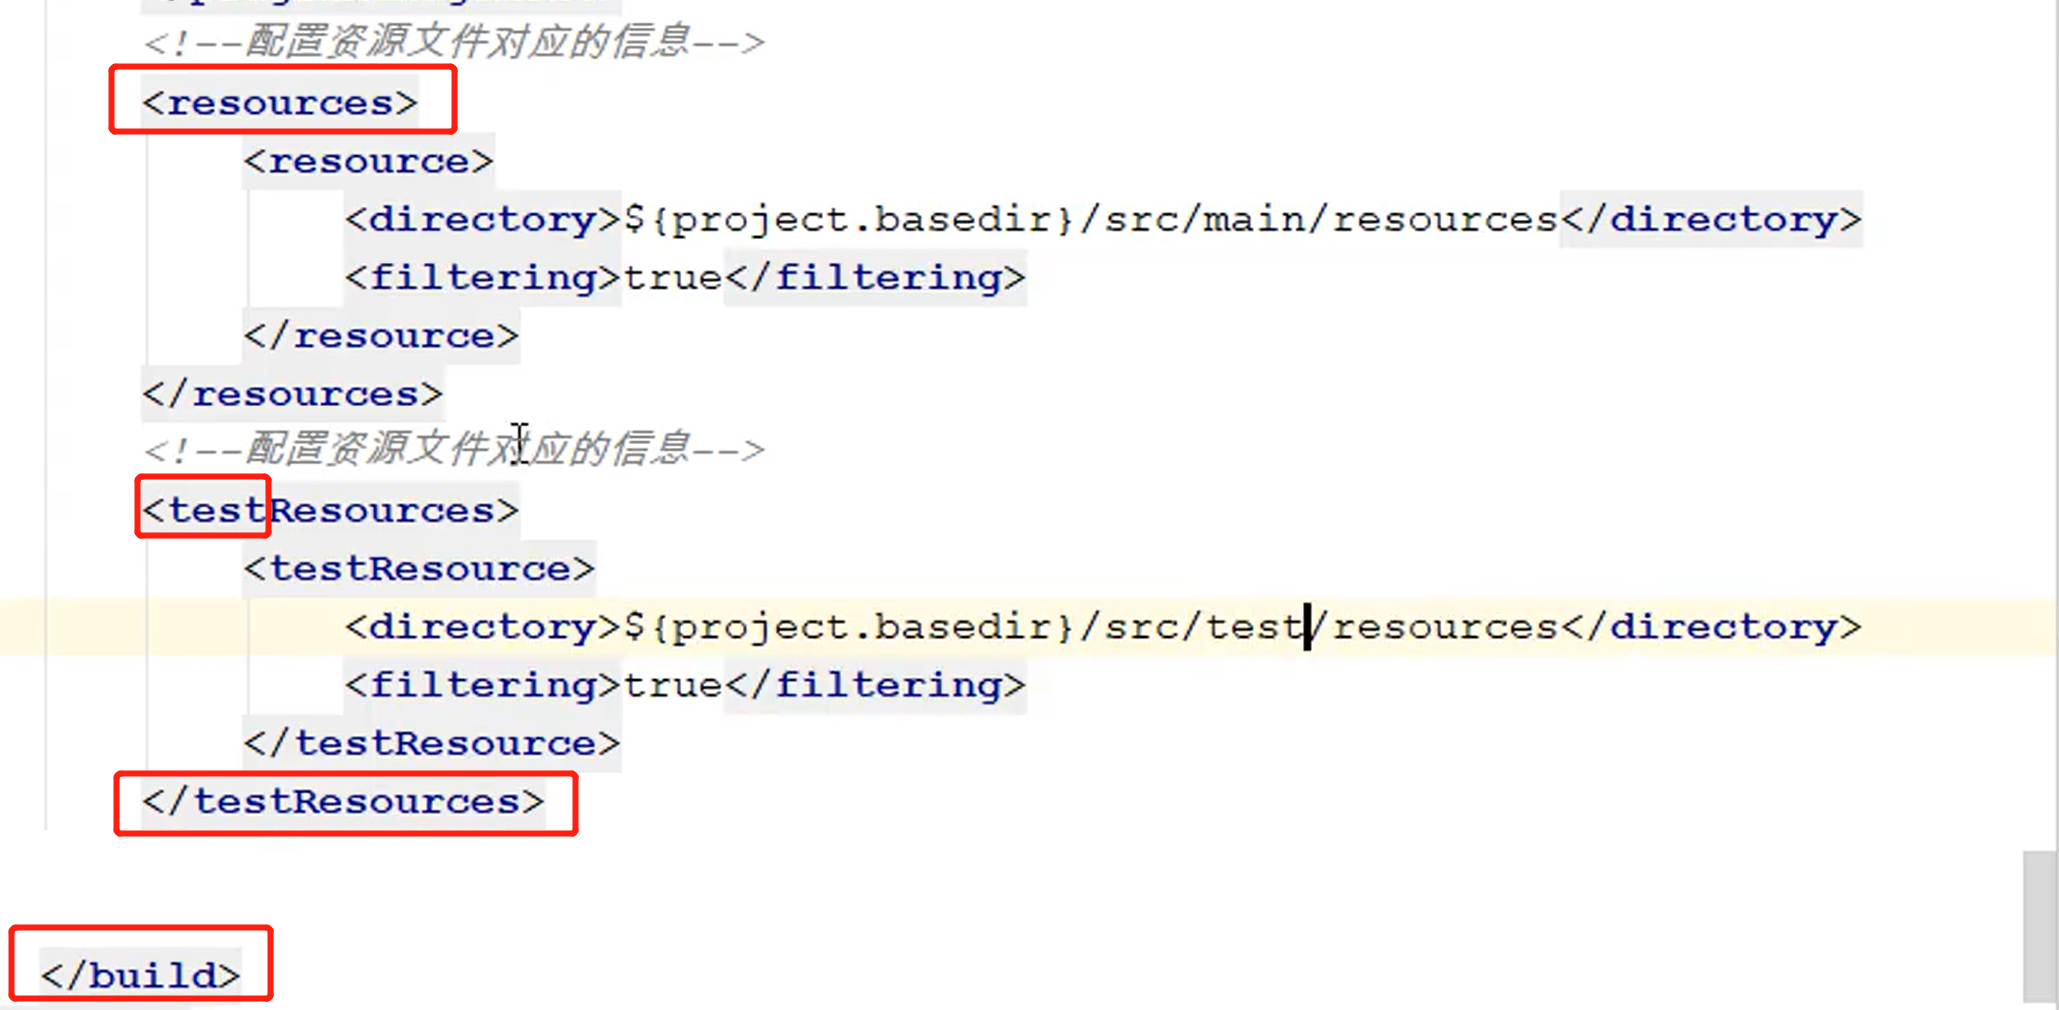 <!--配置资源文件对应的信息-->
<resources>
<resource>
<directory>${project.basedir}/src/main/resources</directory>
<filtering>true</filtering>
</resource>
</resources>
<!--配置资源文件对应的信息-->
<testResources>
<testResource>
<directory>${project.basedir}/src/test/resources</directory>
<filtering>true</filtering>
</testResource>
</testResources>
</build>